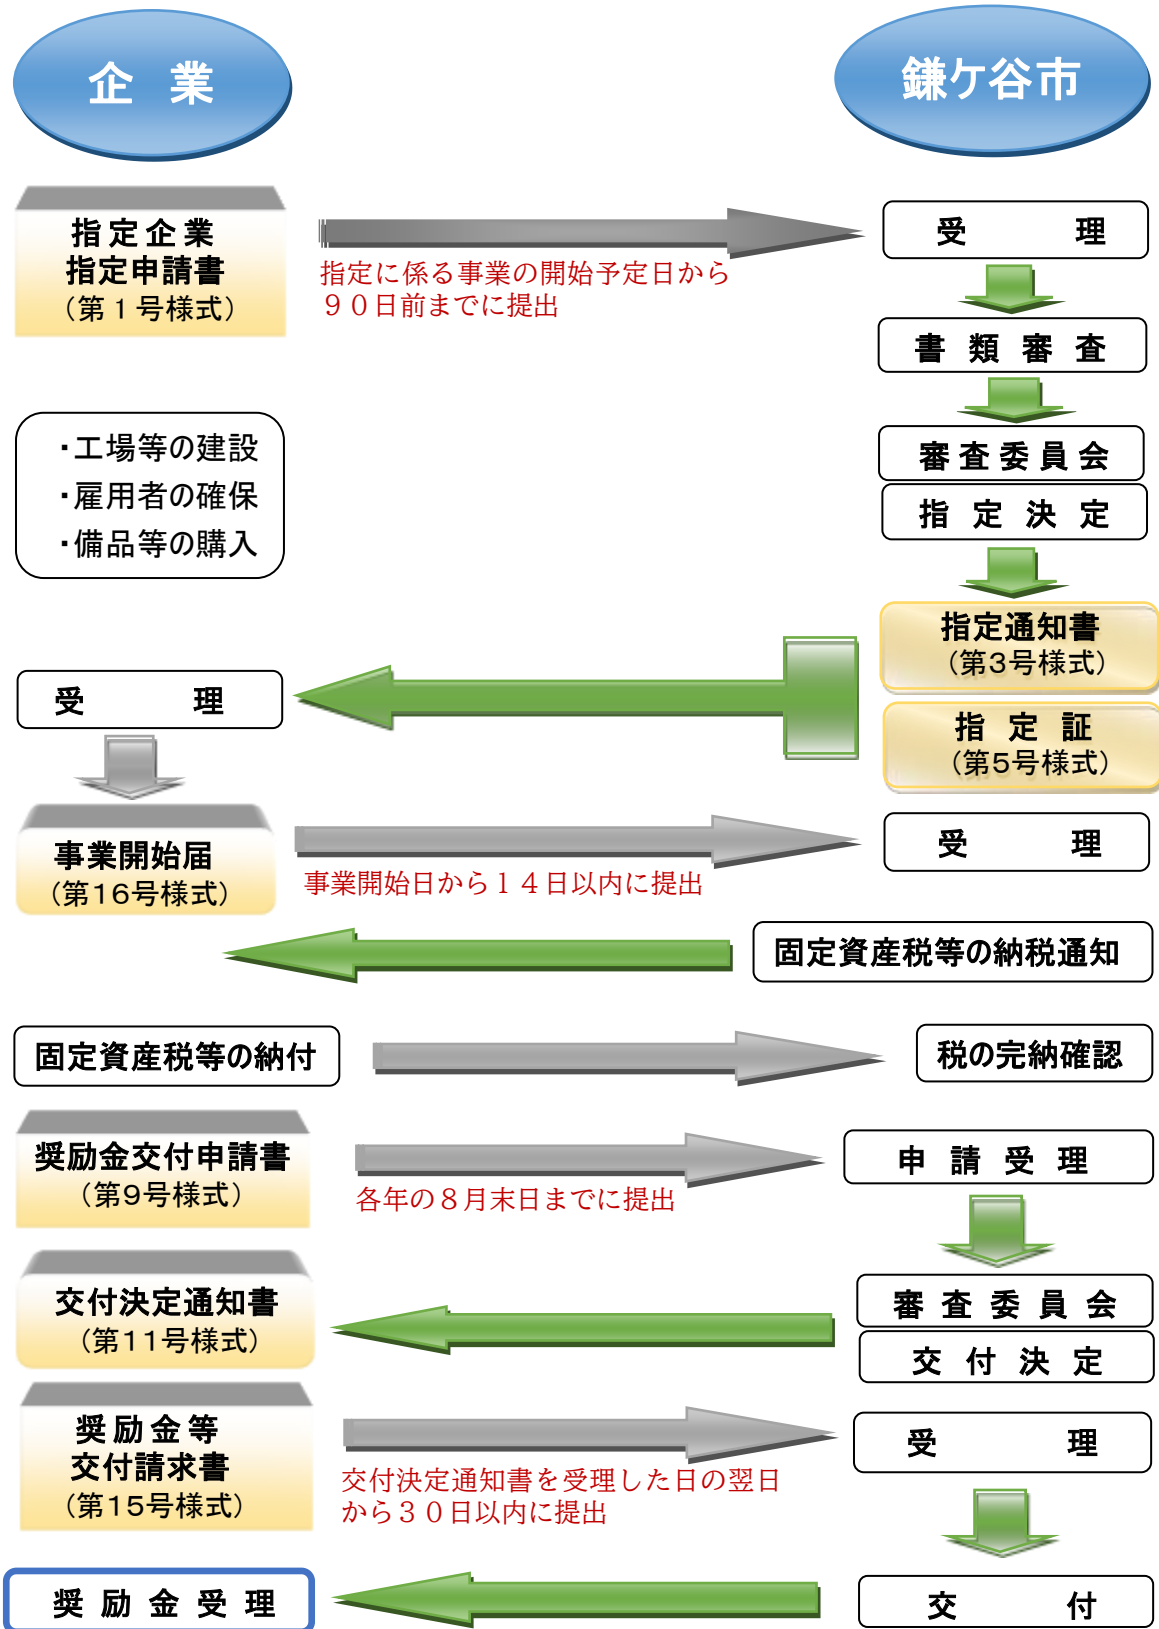 企　業
鎌ケ谷市
指定企業
指定申請書
（第１号様式）
指定に係る事業の開始予定日から
９０日前までに提出
受　　　理
書類審査
審査委員会
指定決定
・工場等の建設
・雇用者の確保
・備品等の購入
指定通知書
（第3号様式）
指定証
（第5号様式）
受　　　理
事業開始届
（第16号様式）
事業開始日から１４日以内に提出
受　　　理
固定資産税等の納税通知
固定資産税等の納付
税の完納確認
奨励金交付申請書
（第9号様式）
各年の８月末日までに提出
申請受理
交付決定通知書
（第11号様式）
審査委員会
交付決定
奨励金等
交付請求書
（第15号様式）
交付決定通知書を受理した日の翌日
から３０日以内に提出
受　　　理
奨励金受理
交　　　付